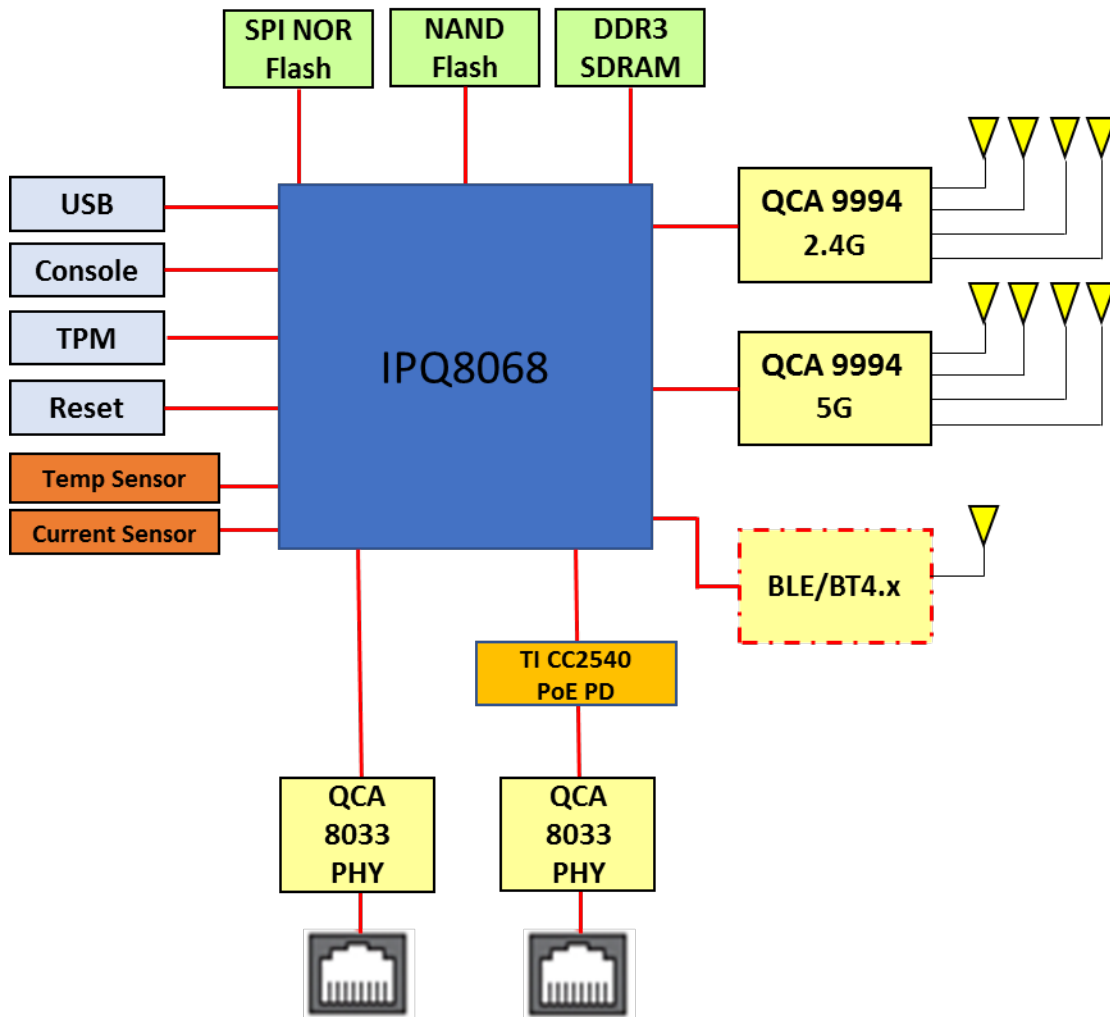 SPI NOR
Flash
NAND
Flash
DDR3
SDRAM
USB
Console
TPM
Reset
Temp Sensor
Current Sensor
IPQ8068
QCA 9994
2.4G
QCA 9994
5G
BLE/BT4.x
TI CC2540
PoE PD
QCA
8033
PHY
QCA
8033
PHY